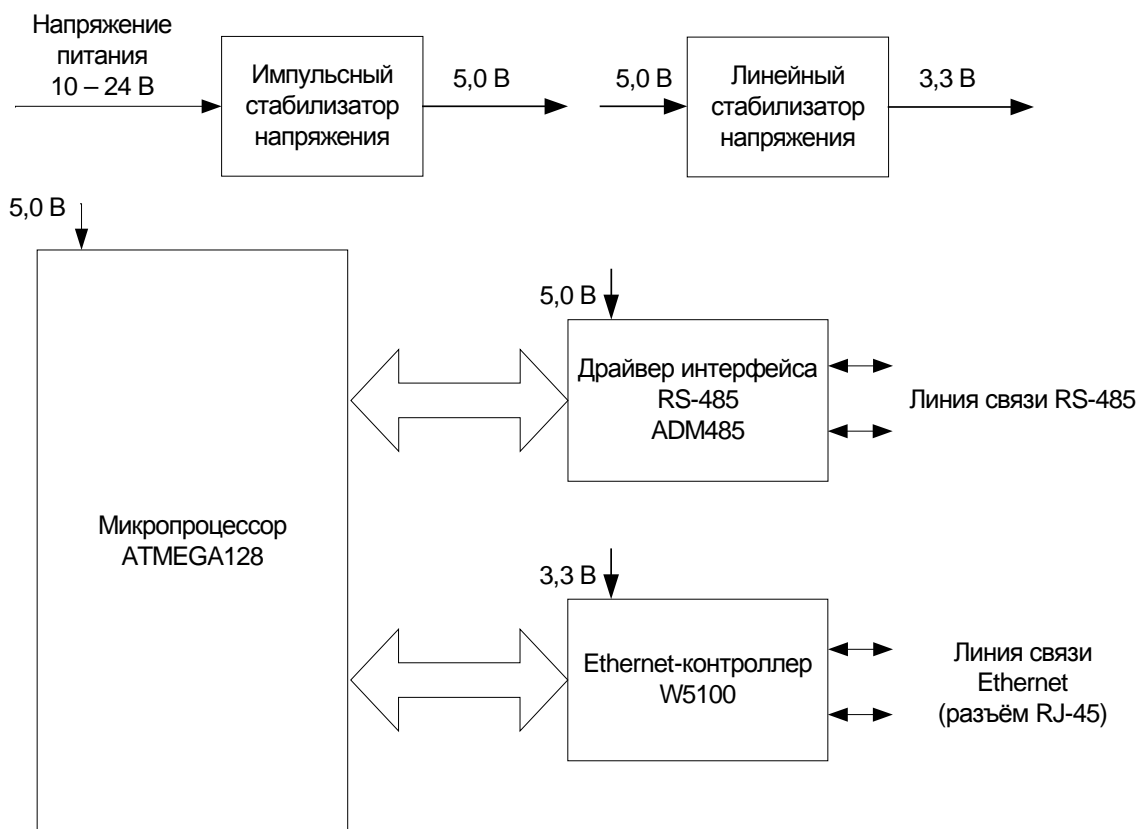 Напряжение
питания
10 – 24 В
Импульсный
стабилизатор
напряжения
5,0 В
5,0 В
Линейный
стабилизатор
напряжения
3,3 В
5,0 В
Микропроцессор
ATMEGA128
5,0 В
Драйвер интерфейса
RS-485
ADM485
Линия связи RS-485
3,3 В
Ethernet-контроллер
W5100
Линия связи
Ethernet
(разъём RJ-45)